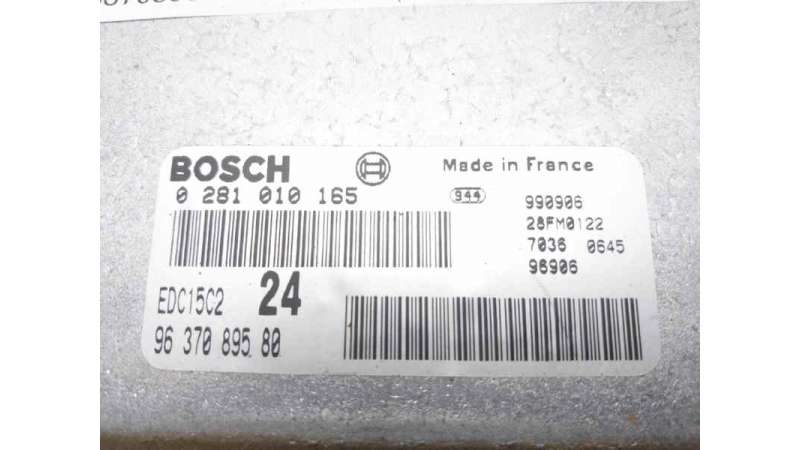 BOSCH Made in France
0 281 010 165 944 990906
28FM0122
7036 0645
96906
EDC15C2 24
96 370 895 80